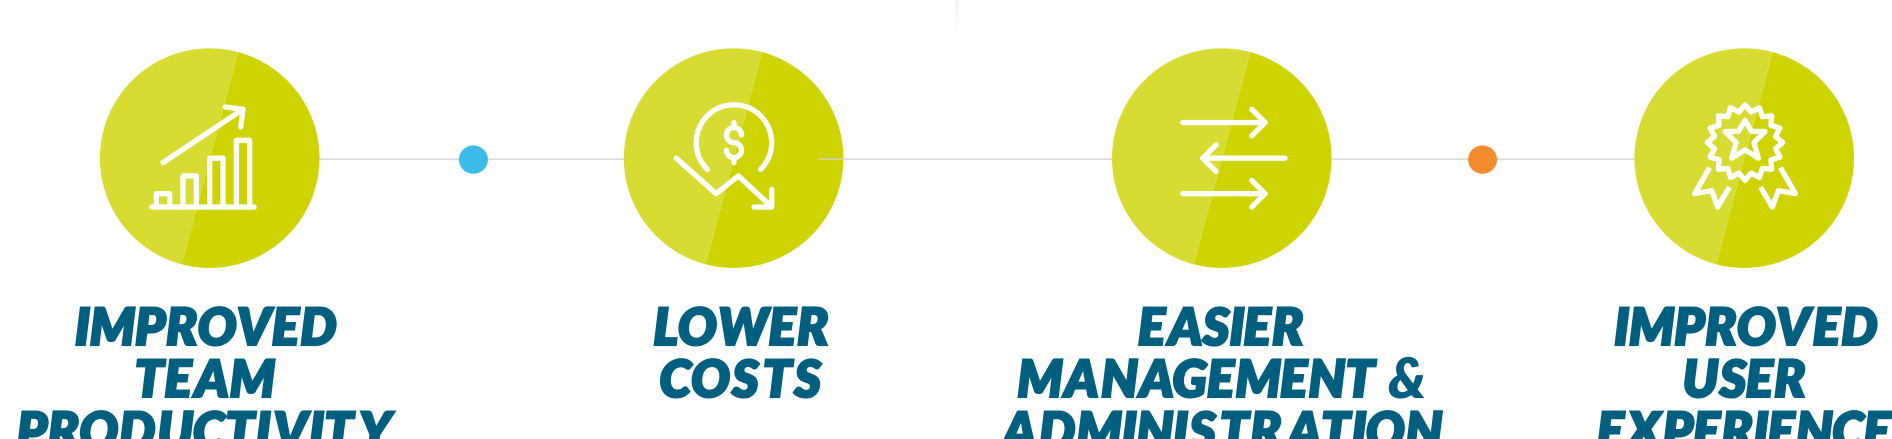 IMPROVED
TEAM
PRODUCTIVITY
LOWER
COSTS
EASIER
MANAGEMENT &
ADMINISTRATION
IMPROVED
USER
EXPERIENCE
$